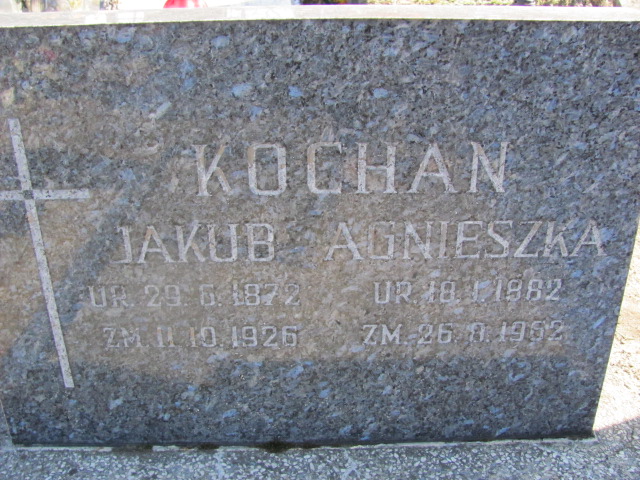 KOCHAN
JAKUB AGNIESZKA
UR. 29. 6. 1872 UR. 18. 1. 1882
ZM. 11. 10. 1926 ZM. 26. 8. 1952